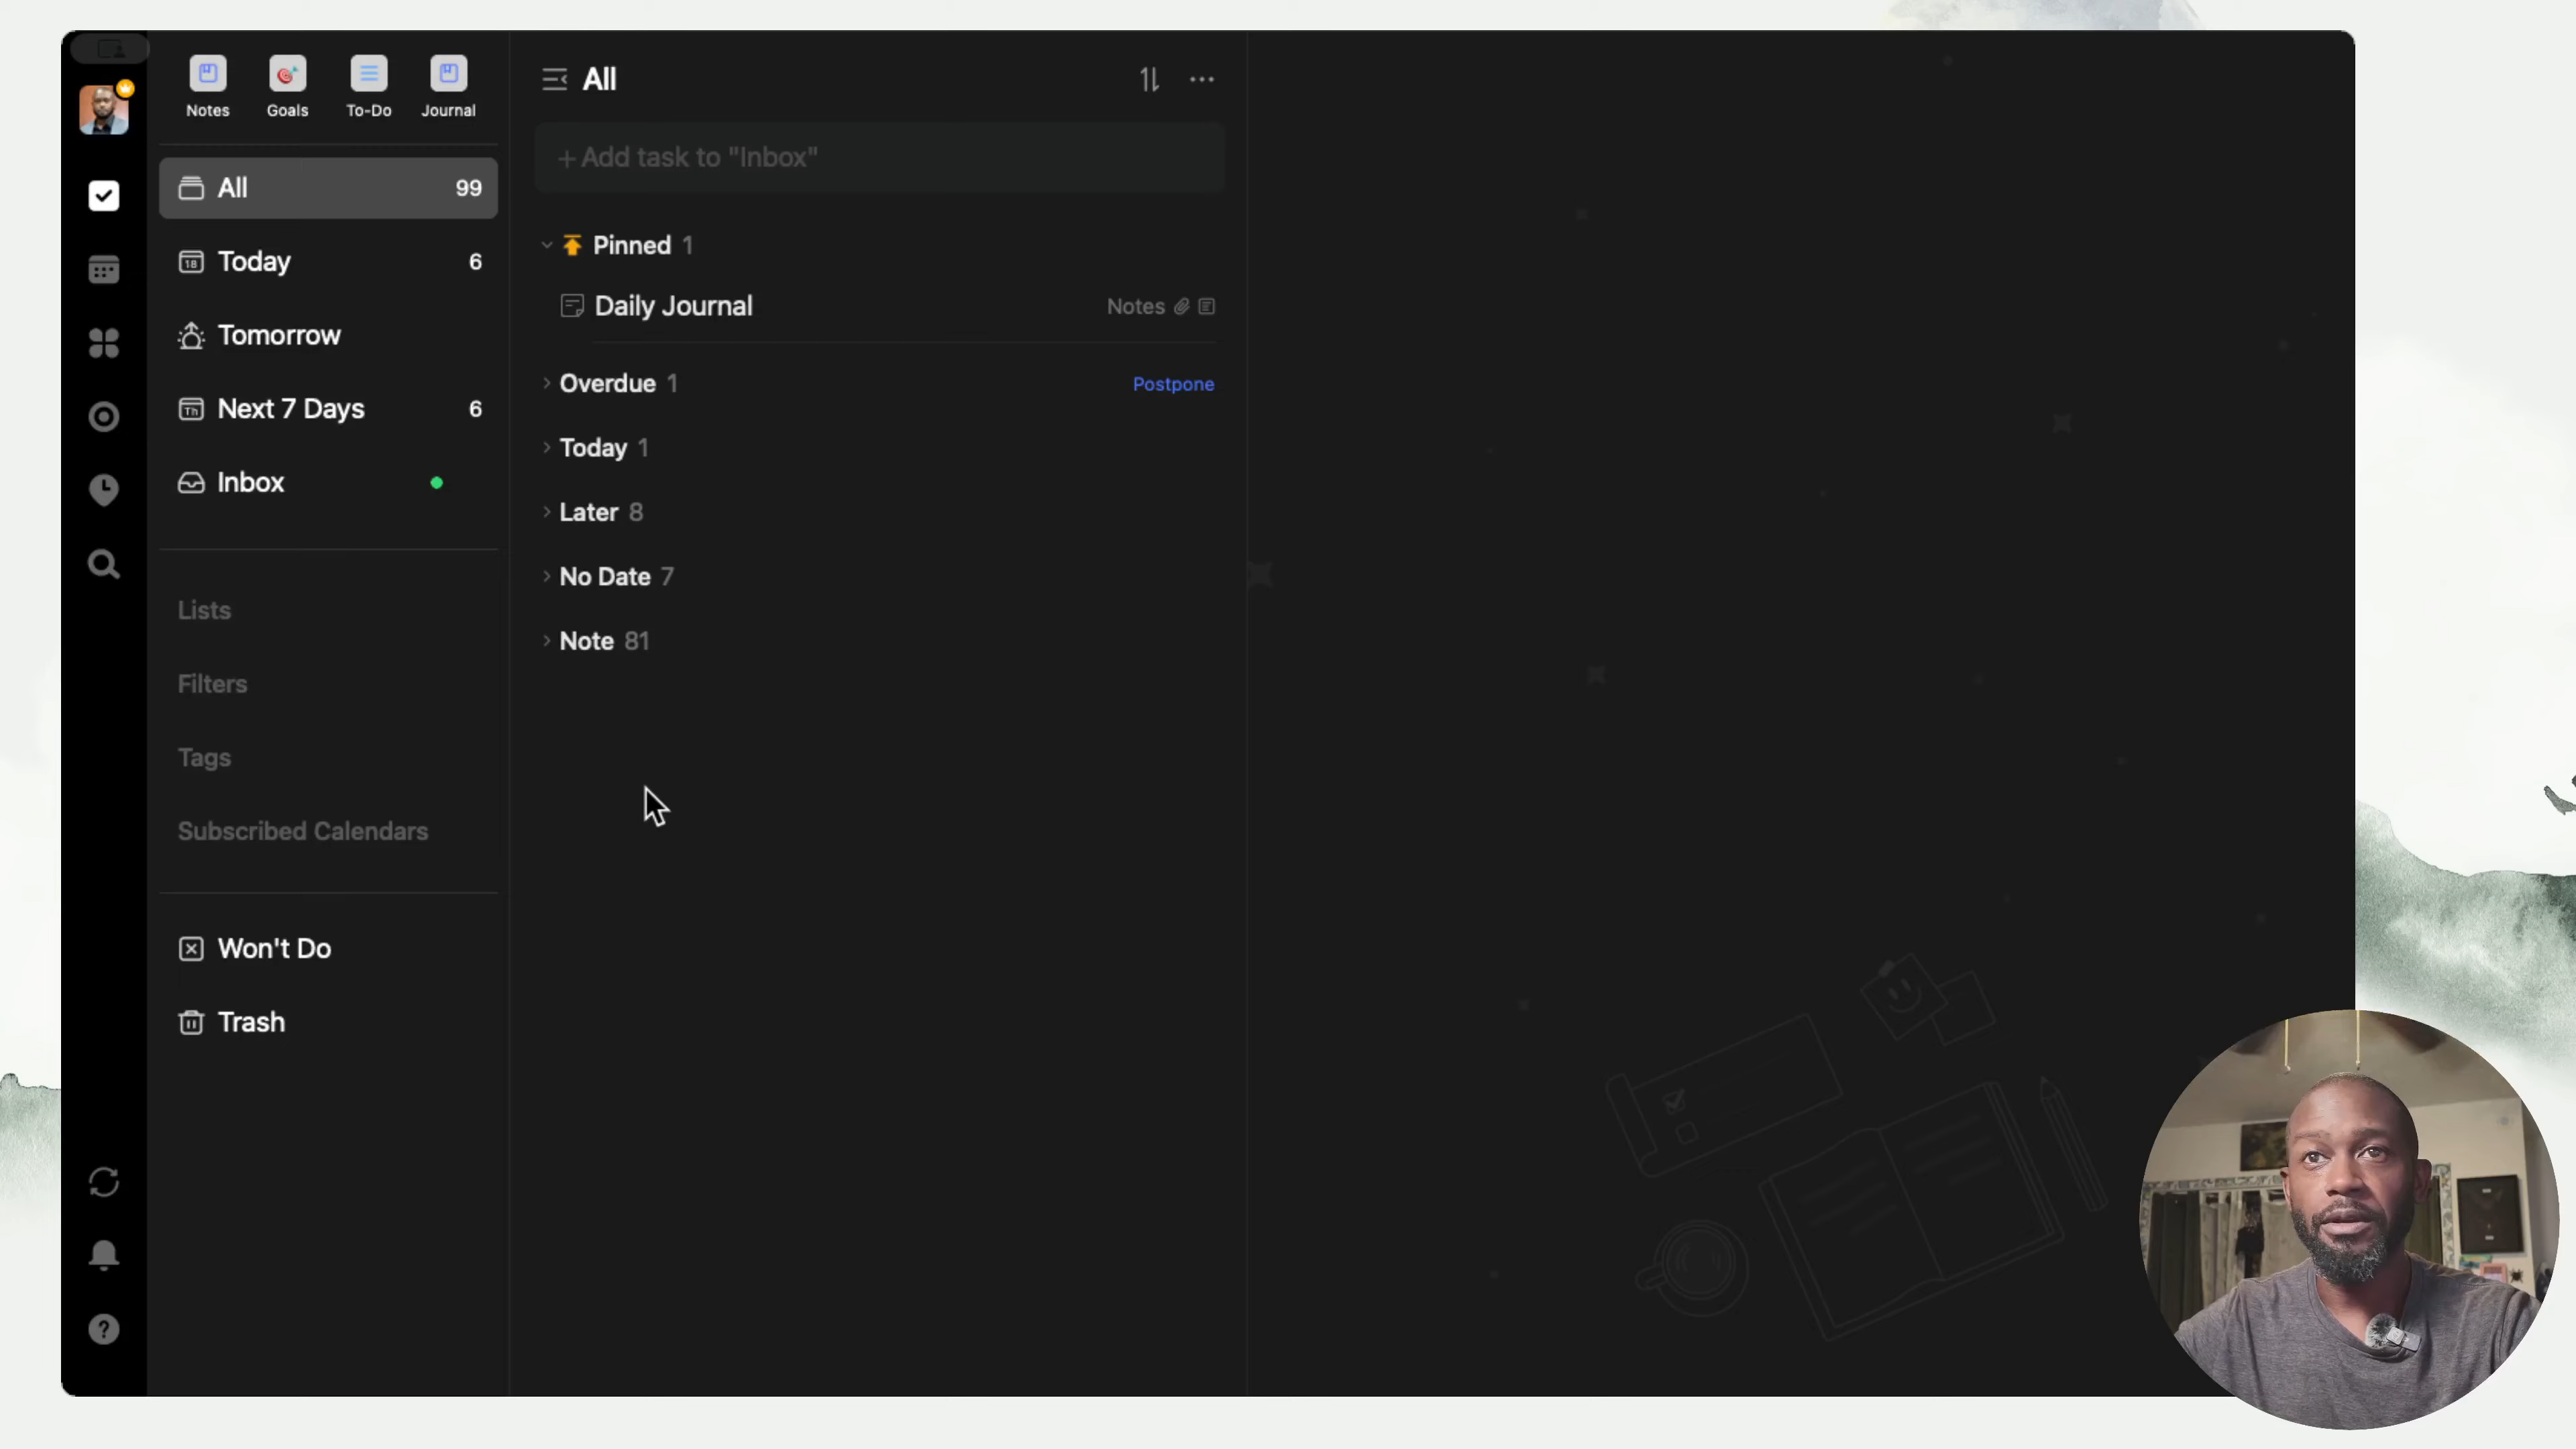 Notes
Goals
To-Do
Journal
All 99
Today 6
Tomorrow
Next 7 Days 6
Inbox
Lists
Filters
Tags
Subscribed Calendars
Won't Do
Trash
All
+ Add task to "Inbox"
Pinned 1
Daily Journal Notes
Overdue 1 Postpone
Today 1
Later 8
No Date 7
Note 81
18
Th